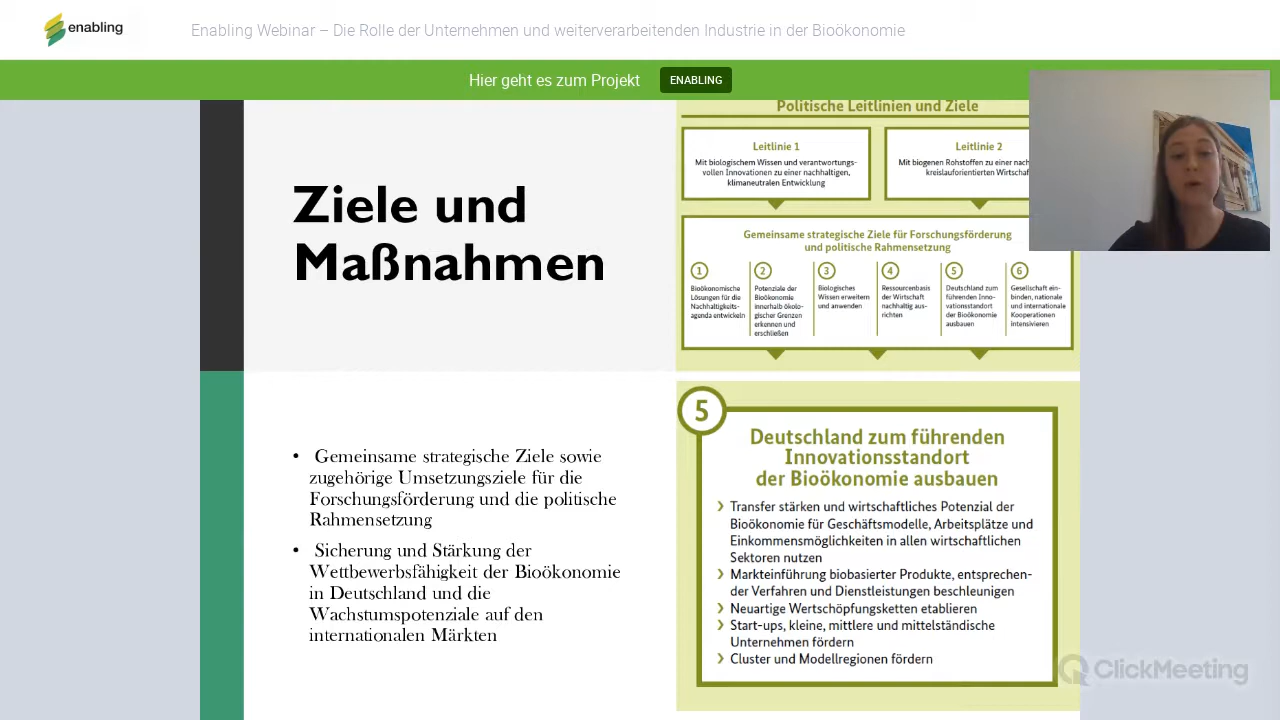 enabling
Enabling Webinar – Die Rolle der Unternehmen und weiterverarbeitenden Industrie in der Bioökonomie
Hier geht es zum Projekt
ENABLING
Ziele und
Maßnahmen
Politische Leitlinien und Ziele
Leitlinie 1
Mit biologischem Wissen und verantwortungs-
vollen Innovationen zu einer nachhaltigen,
klimaneutralen Entwicklung
Leitlinie 2
Mit biogenen Rohstoffen zu einer
kreislauforientierten
Gemeinsame strategische Ziele für Forschungsförderung
und politische Rahmensetzung
1
Bioökonomische
Lösungen für die
Nachhaltigkeits-
agenda entwickeln
2
Potenziale der
Bioökonomie
innerhalb ökolo-
gischer Grenzen
erkennen und
erschließen
3
Biologisches
Wissen erweitern
und anwenden
4
Ressourcenbasis
der Wirtschaft
nachhaltig aus-
richten
5
Deutschland zum
führenden Inno-
vationsstandort
der Bioökonomie
ausbauen
6
Gesellschaft ein-
binden, nationale
und internationale
Kooperationen
intensivieren
• Gemeinsame strategische Ziele sowie
zugehörige Umsetzungsziele für die
Forschungsförderung und die politische
Rahmensetzung
• Sicherung und Stärkung der
Wettbewerbsfähigkeit der Bioökonomie
in Deutschland und die
Wachstumspotenziale auf den
internationalen Märkten
5
Deutschland zum führenden
Innovationsstandort
der Bioökonomie ausbauen
❯ Transfer stärken und wirtschaftliches Potenzial der
Bioökonomie für Geschäftsmodelle, Arbeitsplätze und
Einkommensmöglichkeiten in allen wirtschaftlichen
Sektoren nutzen
❯ Markteinführung biobasierter Produkte, entsprechen-
der Verfahren und Dienstleistungen beschleunigen
❯ Neuartige Wertschöpfungsketten etablieren
❯ Start-ups, kleine, mittlere und mittelständische
Unternehmen fördern
❯ Cluster und Modellregionen fördern
ClickMeeting